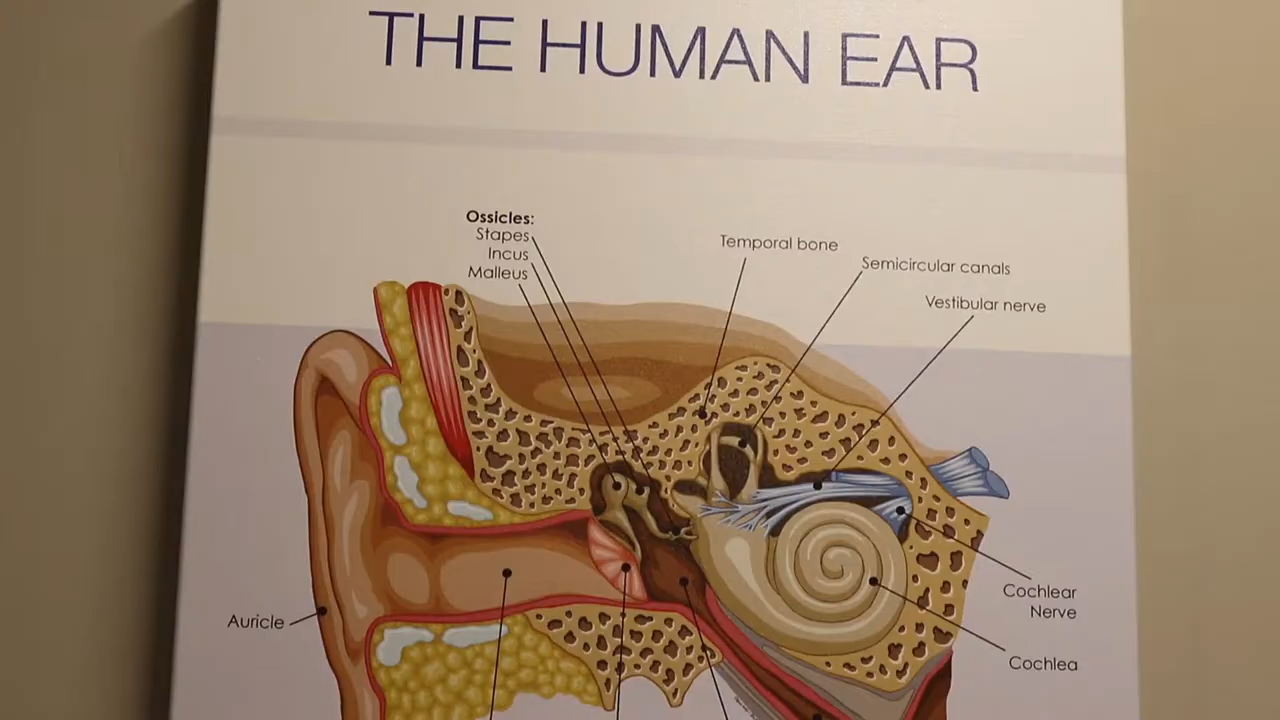 THE HUMAN EAR
Ossicles:
Stapes
Incus
Malleus
Temporal bone
Semicircular canals
Vestibular nerve
Auricle
Cochlear
Nerve
Cochlea